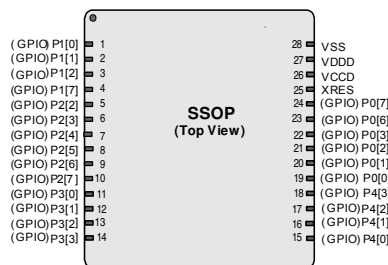 (GPIO) P1[0] 1
(GPIO) P1[1] 2
(GPIO) P1[2] 3
(GPIO) P1[7] 4
(GPIO) P2[2] 5
(GPIO) P2[3] 6
(GPIO) P2[4] 7
(GPIO) P2[5] 8
(GPIO) P2[6] 9
(GPIO) P2[7] 10
(GPIO) P3[0] 11
(GPIO) P3[1] 12
(GPIO) P3[2] 13
(GPIO) P3[3] 14
SSOP
(Top View)
28 VSS
27 VDDD
26 VCCD
25 XRES
24 (GPIO) P0[7]
23 (GPIO) P0[6]
22 (GPIO) P0[3]
21 (GPIO) P0[2]
20 (GPIO) P0[1]
19 (GPIO) P0[0
18 (GPIO) P4[3
17 (GPIO) P4[2]
16 (GPIO) P4[1]
15 (GPIO) P4[0]